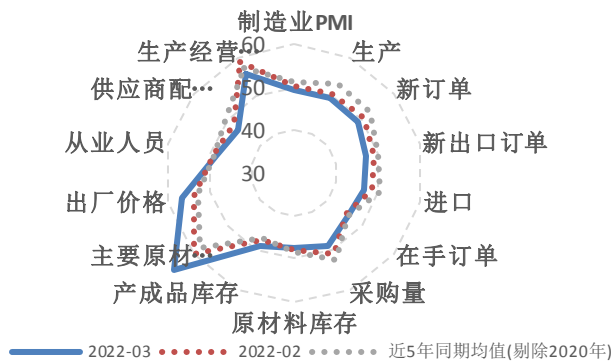 制造业PMI
60
生产经营…
生产
50
供应商配…
新订单
40
从业人员
新出口订单
30
出厂价格
进口
主要原材…
在手订单
产成品库存
采购量
原材料库存
2022-03
2022-02
近5年同期均值(剔除2020年)